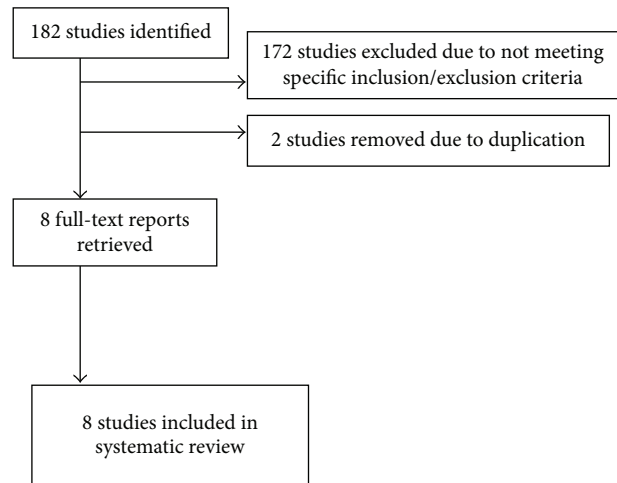 182 studies identified
172 studies excluded due to not meeting
specific inclusion/exclusion criteria
2 studies removed due to duplication
8 full-text reports
retrieved
8 studies included in
systematic review